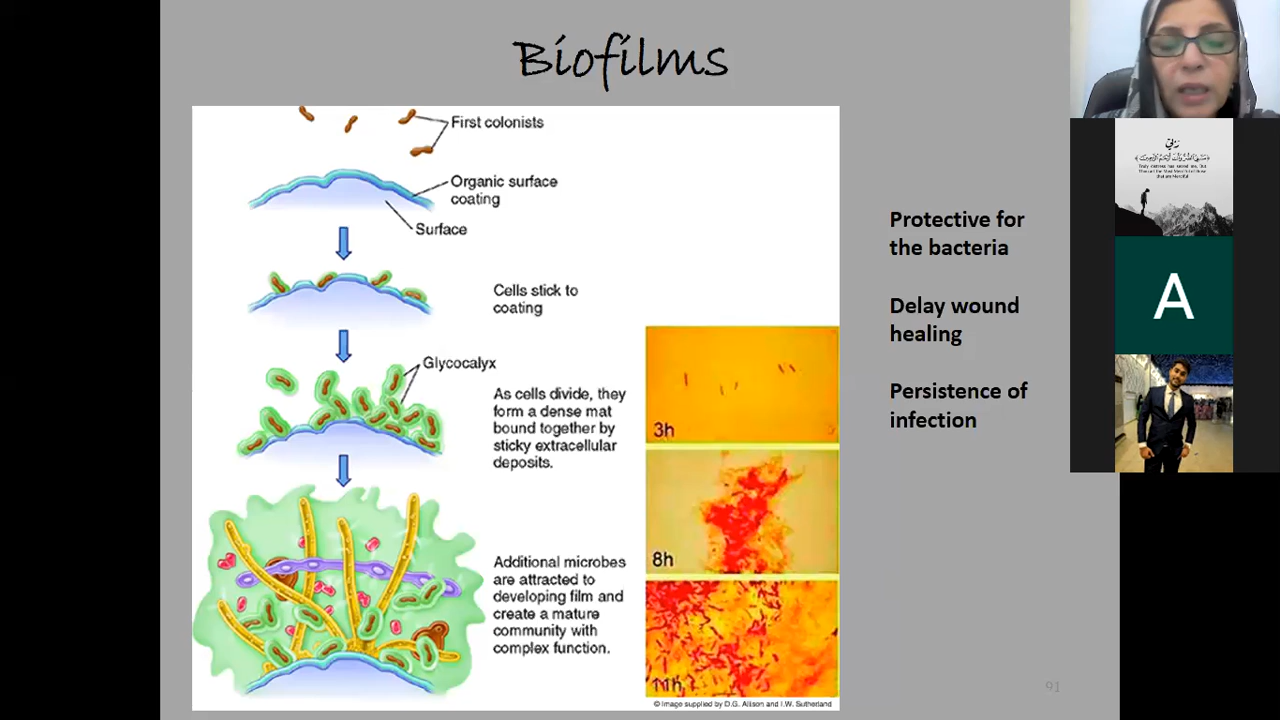 Biofilms
First colonists
Organic surface
coating
Surface
Cells stick to
coating
Glycocalyx
As cells divide, they
form a dense mat
bound together by
sticky extracellular
deposits.
Additional microbes
are attracted to
developing film and
create a mature
community with
complex function.
3h
8h
11h
© Image supplied by D.G. Allison and I.W. Sutherland
Protective for
the bacteria
Delay wound
healing
Persistence of
infection
91
A